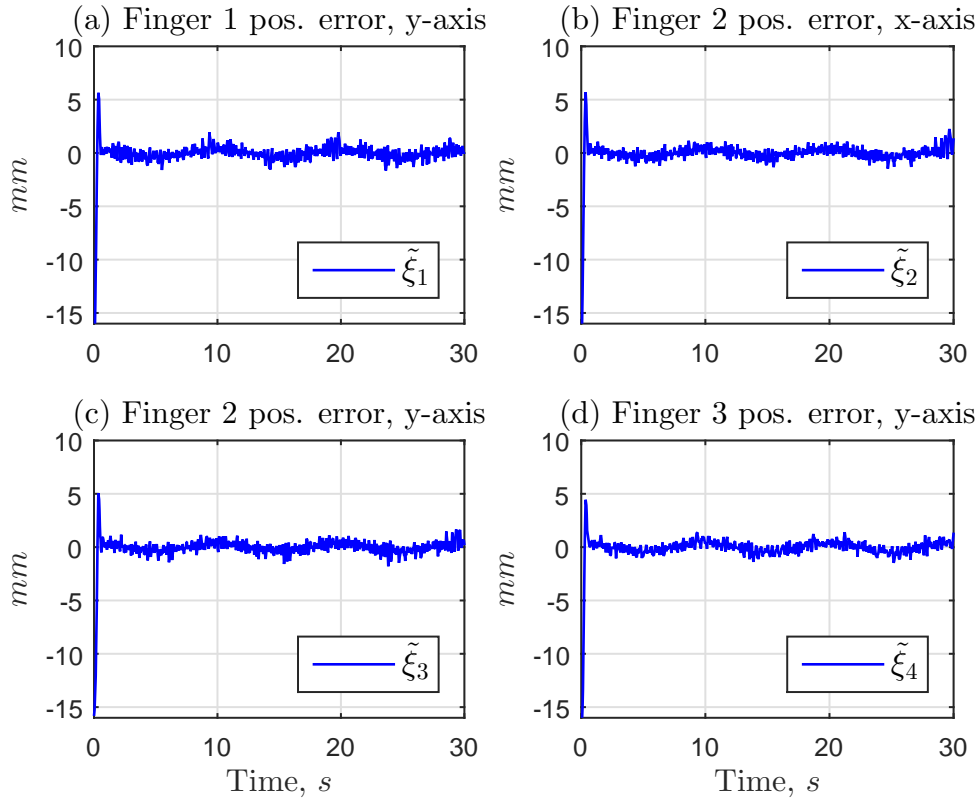 (a) Finger 1 pos. error, y-axis
10
5
0
-5
-10
-15
mm
0 10 20 30
ξ̃₁
(b) Finger 2 pos. error, x-axis
10
5
0
-5
-10
-15
mm
0 10 20 30
ξ̃₂
(c) Finger 2 pos. error, y-axis
10
5
0
-5
-10
-15
mm
0 10 20 30
Time, s
ξ̃₃
(d) Finger 3 pos. error, y-axis
10
5
0
-5
-10
-15
mm
0 10 20 30
Time, s
ξ̃₄